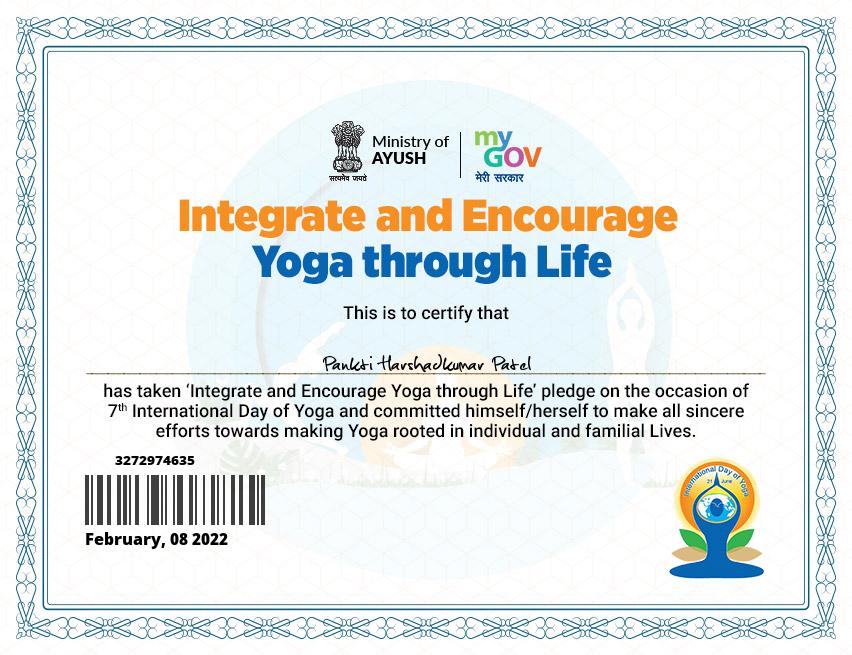 Ministry of
AYUSH
सत्यमेव जयते
my
GOV
मेरी सरकार
Integrate and Encourage
Yoga through Life
This is to certify that
Pankti Harshadkumar Patel
has taken ‘Integrate and Encourage Yoga through Life’ pledge on the occasion of
7th International Day of Yoga and committed himself/herself to make all sincere
efforts towards making Yoga rooted in individual and familial Lives.
3272974635
February, 08 2022
International Day of Yoga
21 June